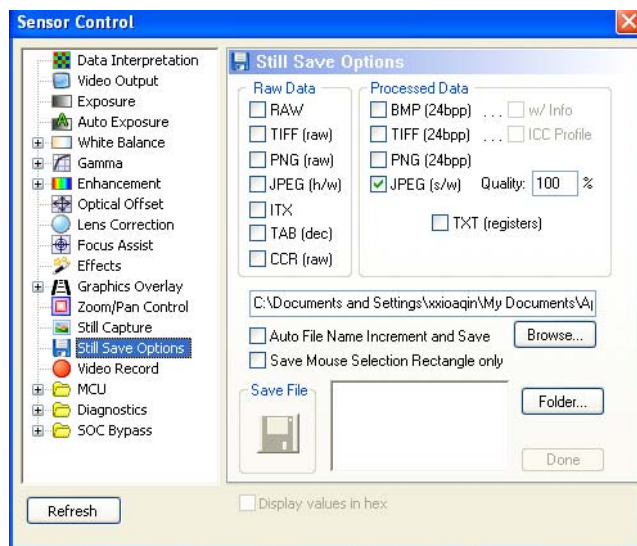 Sensor Control
Data Interpretation
Video Output
Exposure
Auto Exposure
White Balance
Gamma
Enhancement
Optical Offset
Lens Correction
Focus Assist
Effects
Graphics Overlay
Zoom/Pan Control
Still Capture
Still Save Options
Video Record
MCU
Diagnostics
SOC Bypass
Refresh
Still Save Options
Raw Data
RAW
TIFF (raw)
PNG (raw)
JPEG (h/w)
ITX
TAB (dec)
CCR (raw)
Processed Data
BMP (24bpp) ... w/ Info
TIFF (24bpp) ... ICC Profile
PNG (24bpp)
JPEG (s/w) Quality: 100 %
TXT (registers)
C:\Documents and Settings\xxioaqin\My Documents\Ap
Auto File Name Increment and Save Browse...
Save Mouse Selection Rectangle only
Save File
Folder...
Done
Display values in hex